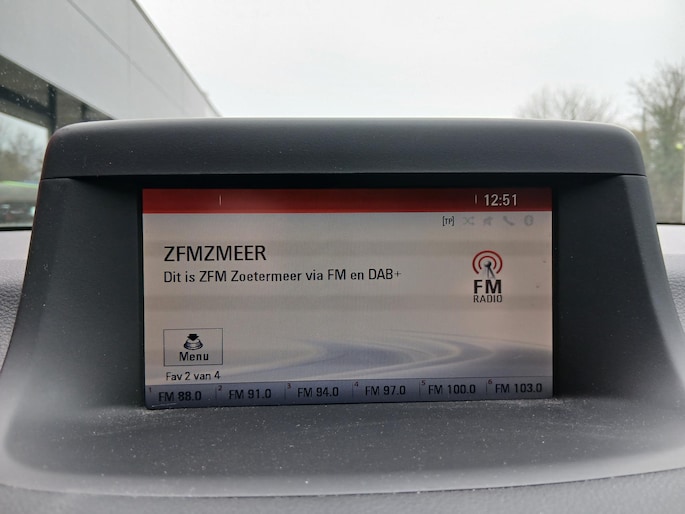 12:51
[TP]
ZFMZMEER
Dit is ZFM Zoetermeer via FM en DAB+
FM
RADIO
Menu
Fav 2 van 4
1 FM 88.0 2 FM 91.0 3 FM 94.0 4 FM 97.0 5 FM 100.0 6 FM 103.0